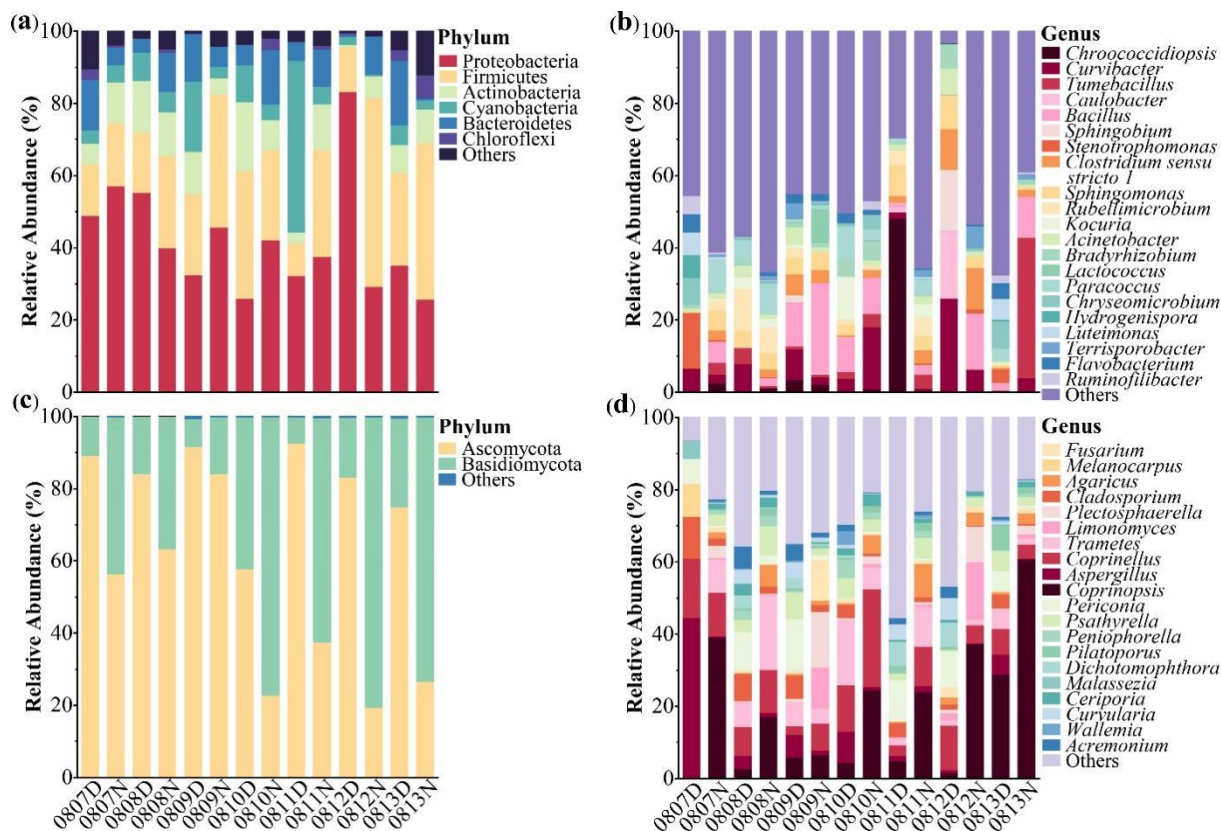 (a)
Relative Abundance (%)
100
80
60
40
20
0
Phylum
Proteobacteria
Firmicutes
Actinobacteria
Cyanobacteria
Bacteroidetes
Chloroflexi
Others
(b)
Relative Abundance (%)
100
80
60
40
20
0
Genus
Chroococcidiopsis
Curvibacter
Tumebacillus
Caulobacter
Bacillus
Sphingobium
Stenotrophomonas
Clostridium sensu
stricto 1
Sphingomonas
Rubellimicrobium
Kocuria
Acinetobacter
Bradyrhizobium
Lactococcus
Paracoccus
Chryseomicrobium
Hydrogenispora
Luteimonas
Terrisporobacter
Flavobacterium
Ruminofilibacter
Others
(c)
Relative Abundance (%)
100
80
60
40
20
0
Phylum
Ascomycota
Basidiomycota
Others
0807D
0807N
0808D
0808N
0809D
0809N
0810D
0810N
0811D
0811N
0812D
0812N
0813D
0813N
(d)
Relative Abundance (%)
100
80
60
40
20
0
Genus
Fusarium
Melanocarpus
Agaricus
Cladosporium
Plectosphaerella
Limonomyces
Trametes
Coprinellus
Aspergillus
Coprinopsis
Periconia
Psathyrella
Peniophorella
Pilatoporus
Dichotomophthora
Malassezia
Ceriporia
Curvularia
Wallemia
Acremonium
Others
0807D
0807N
0808D
0808N
0809D
0809N
0810D
0810N
0811D
0811N
0812D
0812N
0813D
0813N